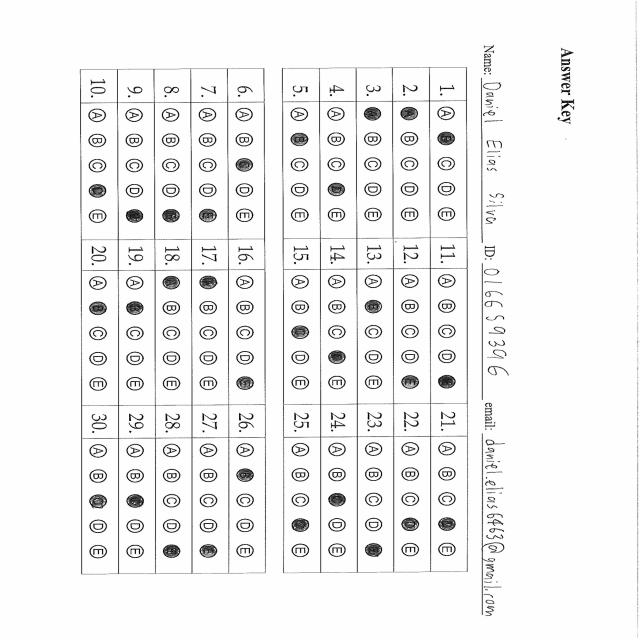 Answer Key
Name: Daniel Elias Silva ID: 016659396 email: daniel.elias6463@gmail.com
1. A B C D E 11. A B C D E 21. A B C D E
2. A B C D E 12. A B C D E 22. A B C D E
3. A B C D E 13. A B C D E 23. A B C D E
4. A B C D E 14. A B C D E 24. A B C D E
5. A B C D E 15. A B C D E 25. A B C D E
6. A B C D E 16. A B C D E 26. A B C D E
7. A B C D E 17. A B C D E 27. A B C D E
8. A B C D E 18. A B C D E 28. A B C D E
9. A B C D E 19. A B C D E 29. A B C D E
10. A B C D E 20. A B C D E 30. A B C D E